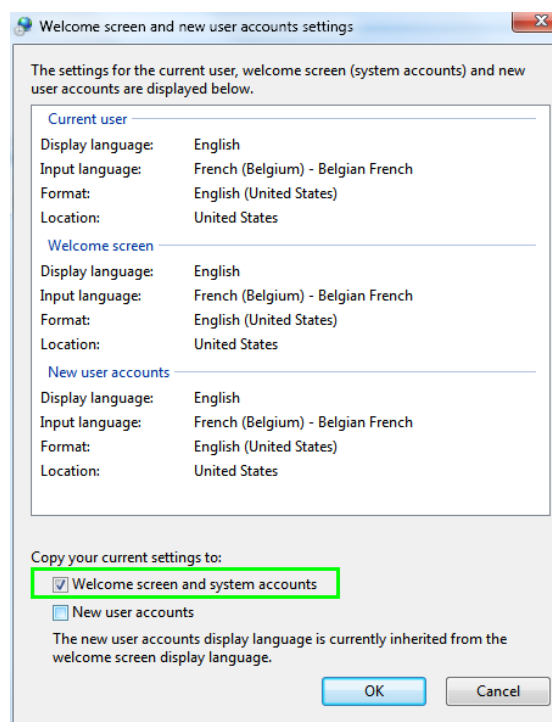 Welcome screen and new user accounts settings
The settings for the current user, welcome screen (system accounts) and new
user accounts are displayed below.
Current user
Display language: English
Input language: French (Belgium) - Belgian French
Format: English (United States)
Location: United States
Welcome screen
Display language: English
Input language: French (Belgium) - Belgian French
Format: English (United States)
Location: United States
New user accounts
Display language: English
Input language: French (Belgium) - Belgian French
Format: English (United States)
Location: United States
Copy your current settings to:
Welcome screen and system accounts
New user accounts
The new user accounts display language is currently inherited from the
welcome screen display language.
OK Cancel